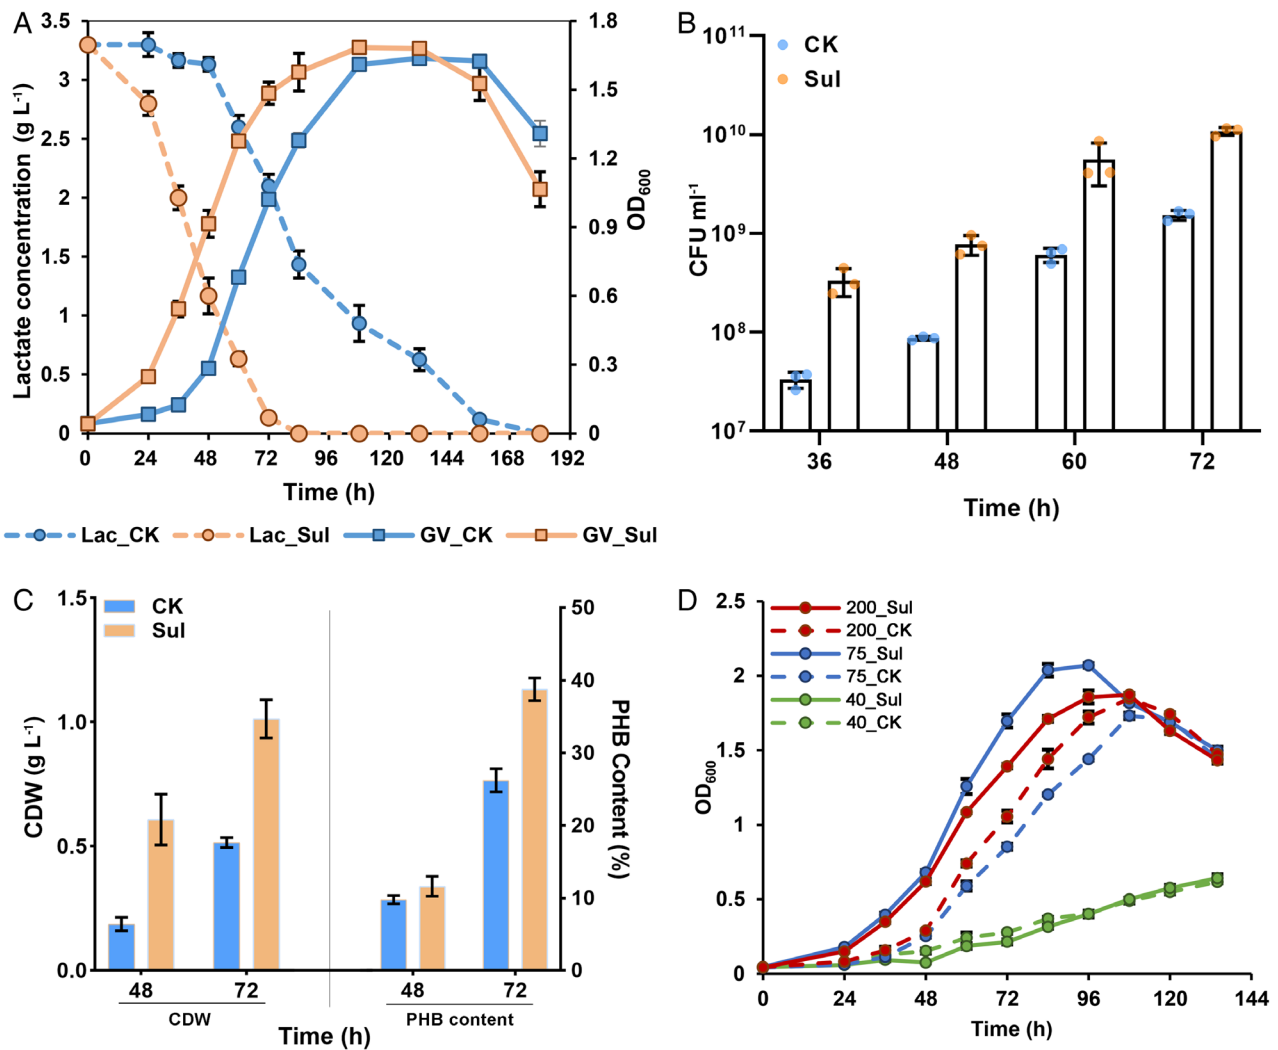 A
3.5
3
2.5
2
1.5
1
0.5
0
Lactate concentration (g L-1)
1.8
1.5
1.2
0.9
0.6
0.3
0
OD600
0 24 48 72 96 120 144 168 192
Time (h)
Lac_CK Lac_Sul GV_CK GV_Sul
B
CK
Sul
10^11
10^10
10^9
10^8
10^7
CFU ml-1
36 48 60 72
Time (h)
C
CK
Sul
1.5
1.0
0.5
0.0
CDW (g L-1)
50
40
30
20
10
0
PHB Content (%)
48 72 48 72
CDW PHB content
Time (h)
D
200_Sul
200_CK
75_Sul
75_CK
40_Sul
40_CK
2.5
2
1.5
1
0.5
0
OD600
0 24 48 72 96 120 144
Time (h)